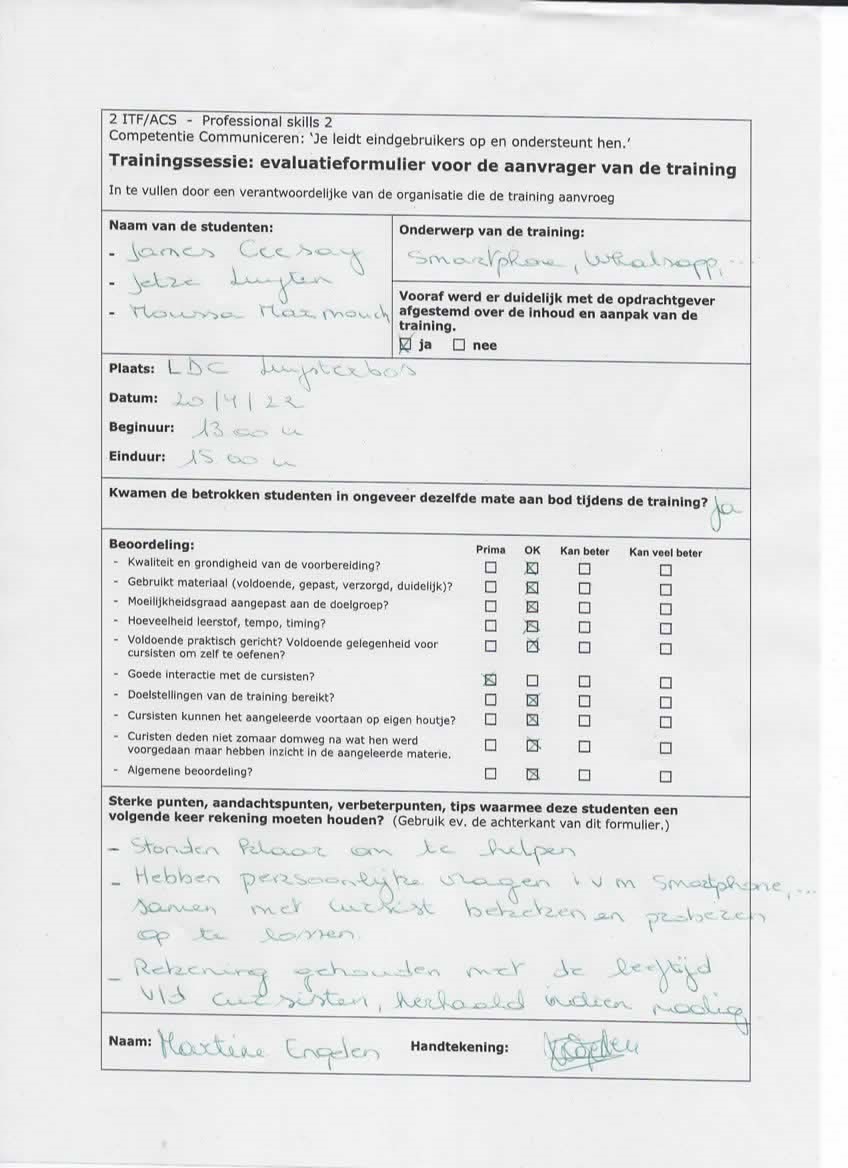 2 ITF/ACS - Professional skills 2
Competentie Communiceren: 'Je leidt eindgebruikers op en ondersteunt hen.'
Trainingssessie: evaluatieformulier voor de aanvrager van de training
In te vullen door een verantwoordelijke van de organisatie die de training aanvroeg
Naam van de studenten:
- James Ceesay
- Jetze Luyten
- Moussa Marmouch
Onderwerp van de training:
Smartphone, Whatsapp, ...
Vooraf werd er duidelijk met de opdrachtgever
afgestemd over de inhoud en aanpak van de
training.
☒ ja ☐ nee
Plaats: LDC Luysterbos
Datum: 20/4/22
Beginuur: 13 00 u
Einduur: 15 00 u
Kwamen de betrokken studenten in ongeveer dezelfde mate aan bod tijdens de training? Ja
Beoordeling: Prima OK Kan beter Kan veel beter
- Kwaliteit en grondigheid van de voorbereiding? ☐ ☒ ☐ ☐
- Gebruikt materiaal (voldoende, gepast, verzorgd, duidelijk)? ☐ ☒ ☐ ☐
- Moeilijkheidsgraad aangepast aan de doelgroep? ☐ ☒ ☐ ☐
- Hoeveelheid leerstof, tempo, timing? ☐ ☒ ☐ ☐
- Voldoende praktisch gericht? Voldoende gelegenheid voor ☐ ☒ ☐ ☐
cursisten om zelf te oefenen?
- Goede interactie met de cursisten? ☒ ☐ ☐ ☐
- Doelstellingen van de training bereikt? ☐ ☒ ☐ ☐
- Cursisten kunnen het aangeleerde voortaan op eigen houtje? ☐ ☒ ☐ ☐
- Curisten deden niet zomaar domweg na wat hen werd ☐ ☒ ☐ ☐
voorgedaan maar hebben inzicht in de aangeleerde materie.
- Algemene beoordeling? ☐ ☒ ☐ ☐
Sterke punten, aandachtspunten, verbeterpunten, tips waarmee deze studenten een
volgende keer rekening moeten houden? (Gebruik ev. de achterkant van dit formulier.)
- Stonden klaar om te helpen
- Hebben persoonlijke vragen i v m Smartphone, ...
samen met cursist bekeken en proberen
op te lossen.
- Rekening gehouden met de leeftijd
v/d cursisten, herhaald indien nodig
Naam: Martine Engelen Handtekening: